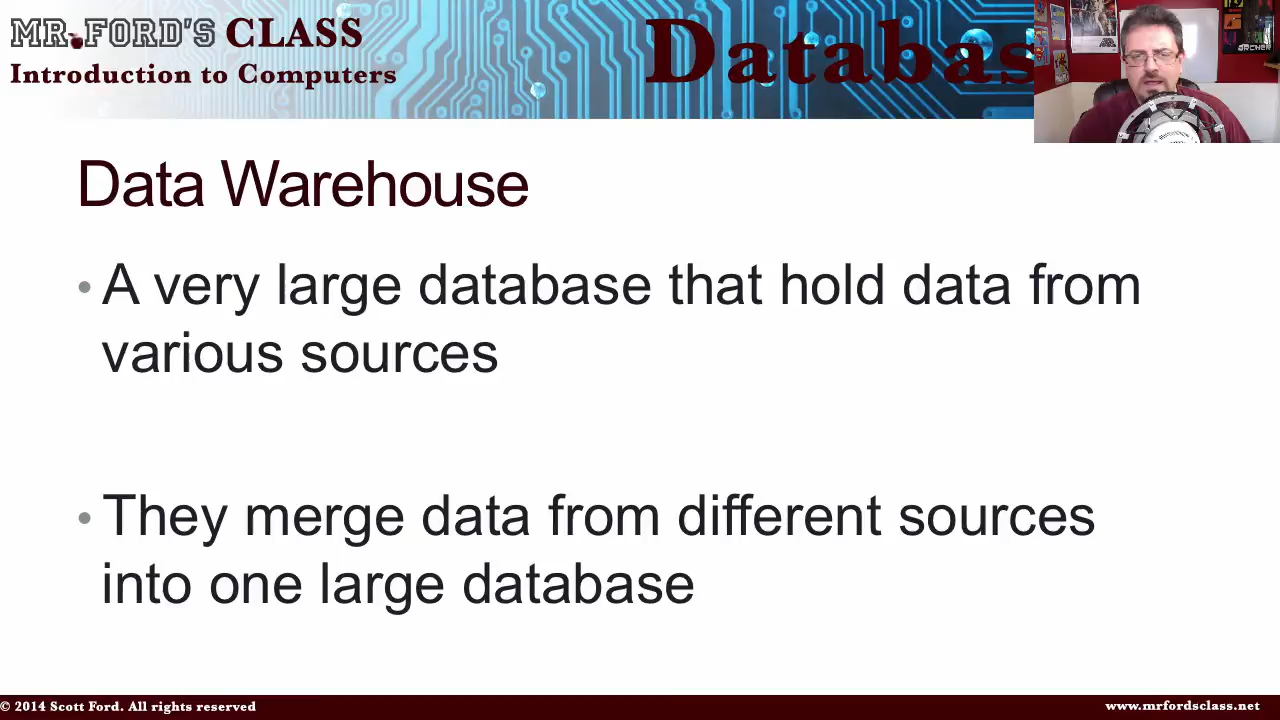 MR. FORD'S CLASS
Introduction to Computers
Data Warehouse
• A very large database that hold data from
various sources
• They merge data from different sources
into one large database
© 2014 Scott Ford. All rights reserved
www.mrfordsclass.net
ARCHER